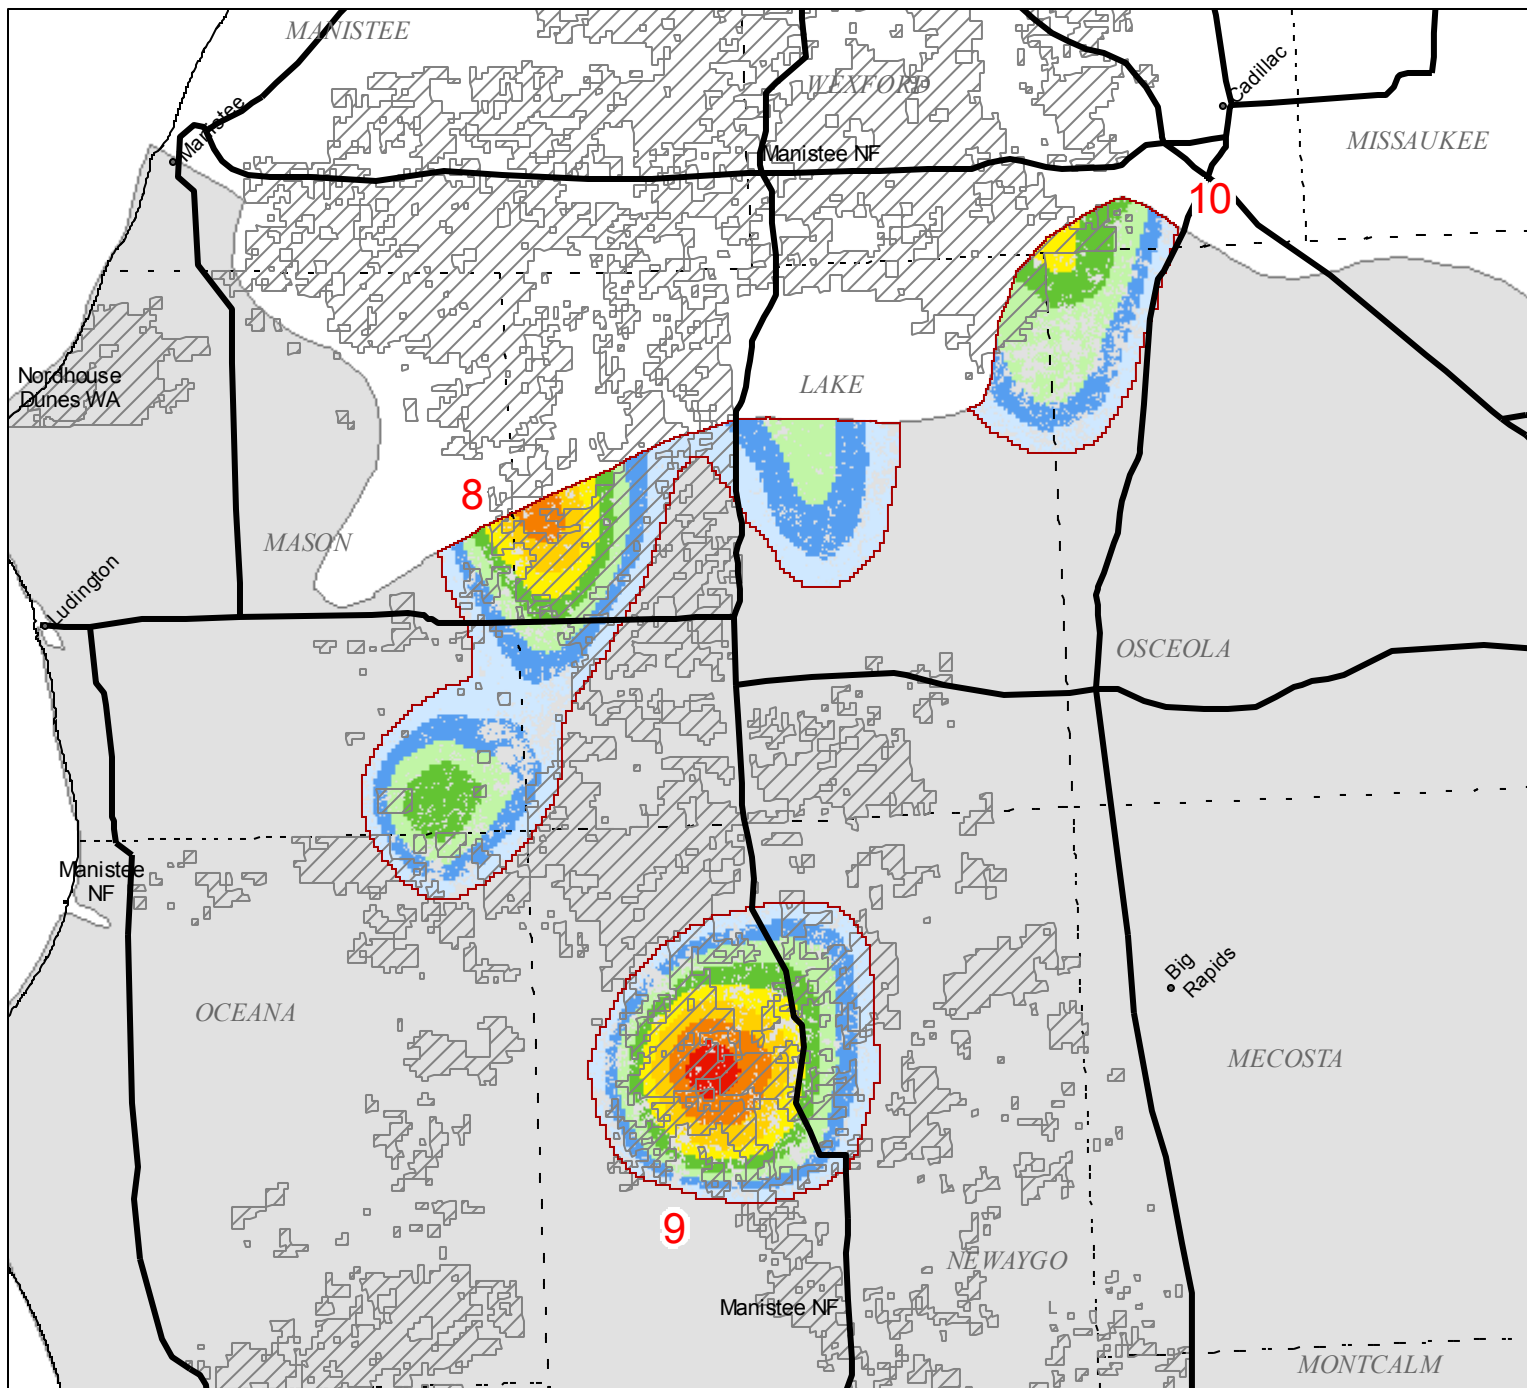 MANISTEE
WEXFORD
Cadillac
Manistee
MISSAUKEE
Manistee NF
10
Nordhouse
Dunes WA
LAKE
8
MASON
Ludington
OSCEOLA
Manistee
NF
Big
Rapids
OCEANA
MECOSTA
9
NEWAYGO
Manistee NF
MONTCALM